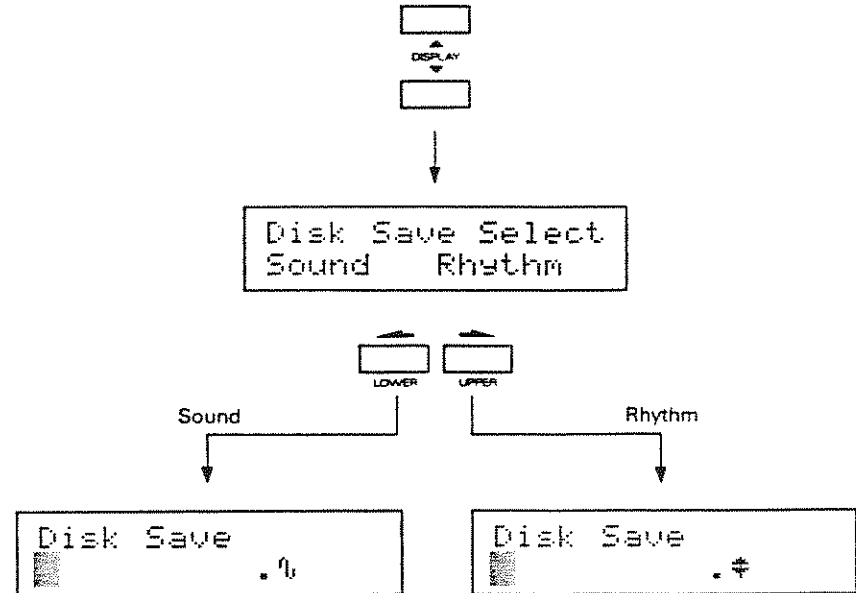 DISPLAY
Disk Save Select
Sound Rhythm
LOWER UPPER
Sound Rhythm
Disk Save
Disk Save